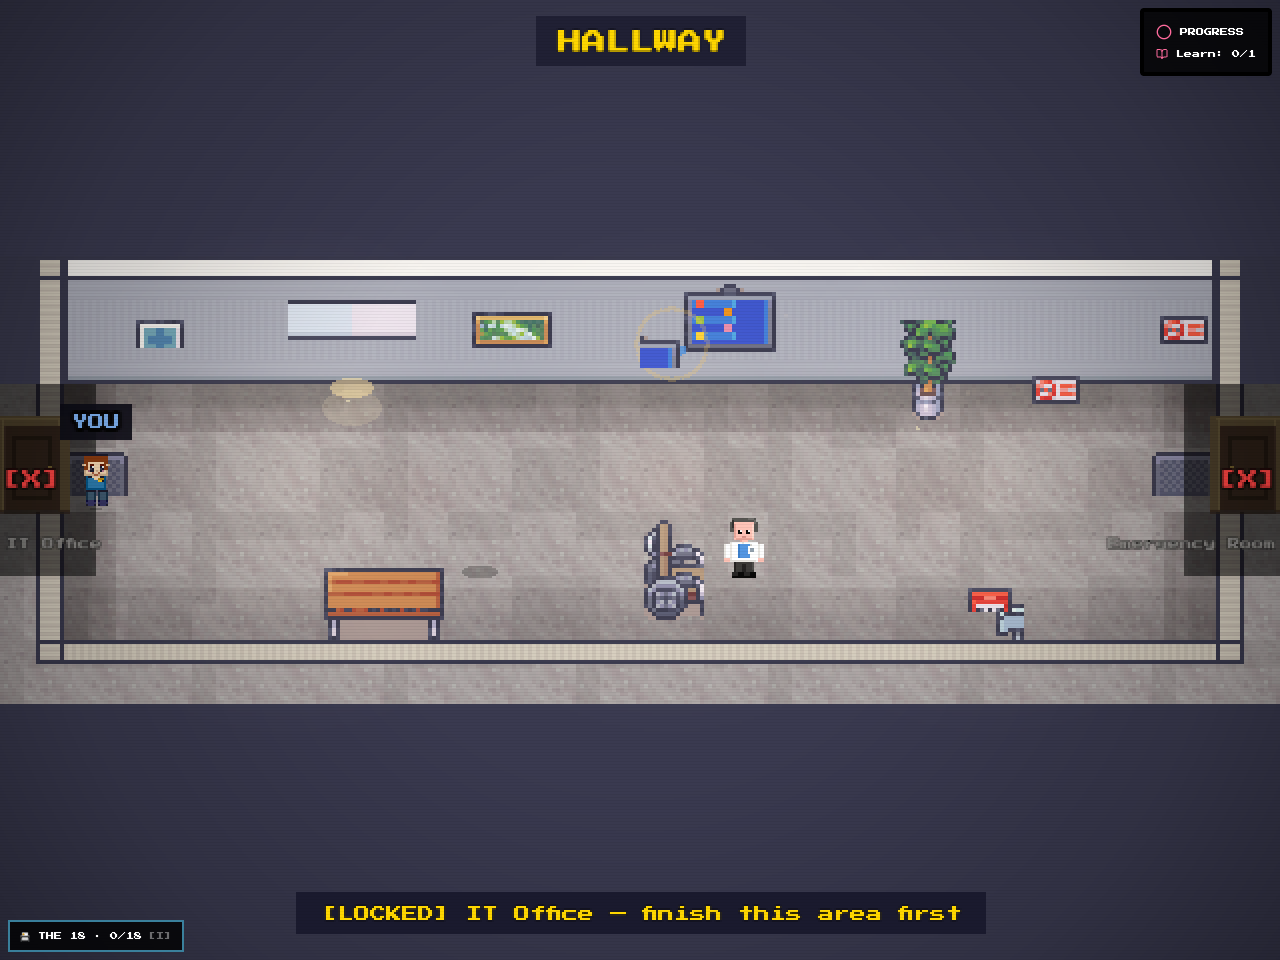 HALLWAY
PROGRESS
Learn: 0/1
YOU
[X]
[X]
IT Office
Emergency Room
[LOCKED] IT Office — finish this area first
THE 18 · 0/18 [I]